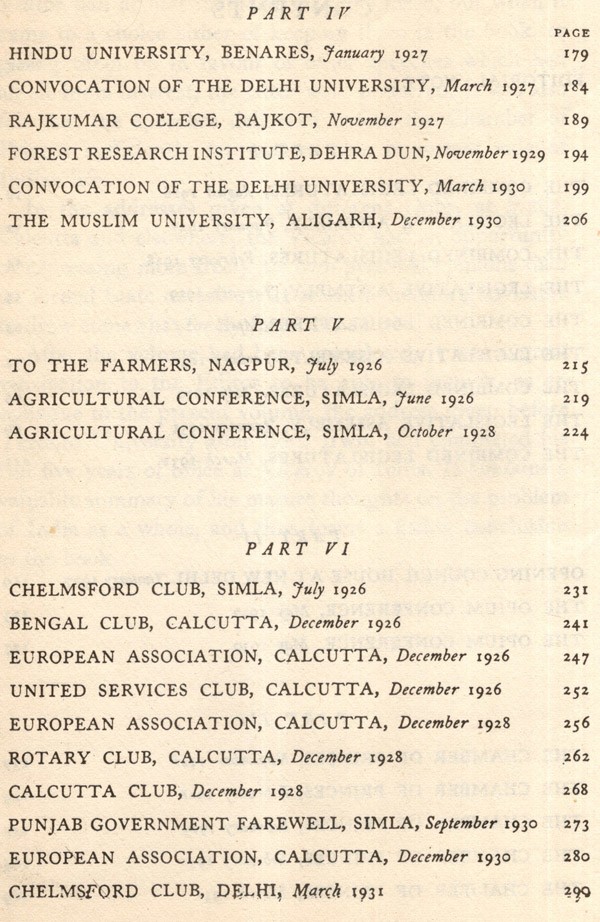 PART IV
PAGE
HINDU UNIVERSITY, BENARES, January 1927 179
CONVOCATION OF THE DELHI UNIVERSITY, March 1927 184
RAJKUMAR COLLEGE, RAJKOT, November 1927 189
FOREST RESEARCH INSTITUTE, DEHRA DUN, November 1929 194
CONVOCATION OF THE DELHI UNIVERSITY, March 1930 199
THE MUSLIM UNIVERSITY, ALIGARH, December 1930 206
PART V
TO THE FARMERS, NAGPUR, July 1926 215
AGRICULTURAL CONFERENCE, SIMLA, June 1926 219
AGRICULTURAL CONFERENCE, SIMLA, October 1928 224
PART VI
CHELMSFORD CLUB, SIMLA, July 1926 231
BENGAL CLUB, CALCUTTA, December 1926 241
EUROPEAN ASSOCIATION, CALCUTTA, December 1926 247
UNITED SERVICES CLUB, CALCUTTA, December 1926 252
EUROPEAN ASSOCIATION, CALCUTTA, December 1928 256
ROTARY CLUB, CALCUTTA, December 1928 262
CALCUTTA CLUB, December 1928 268
PUNJAB GOVERNMENT FAREWELL, SIMLA, September 1930 273
EUROPEAN ASSOCIATION, CALCUTTA, December 1930 280
CHELMSFORD CLUB, DELHI, March 1931 290